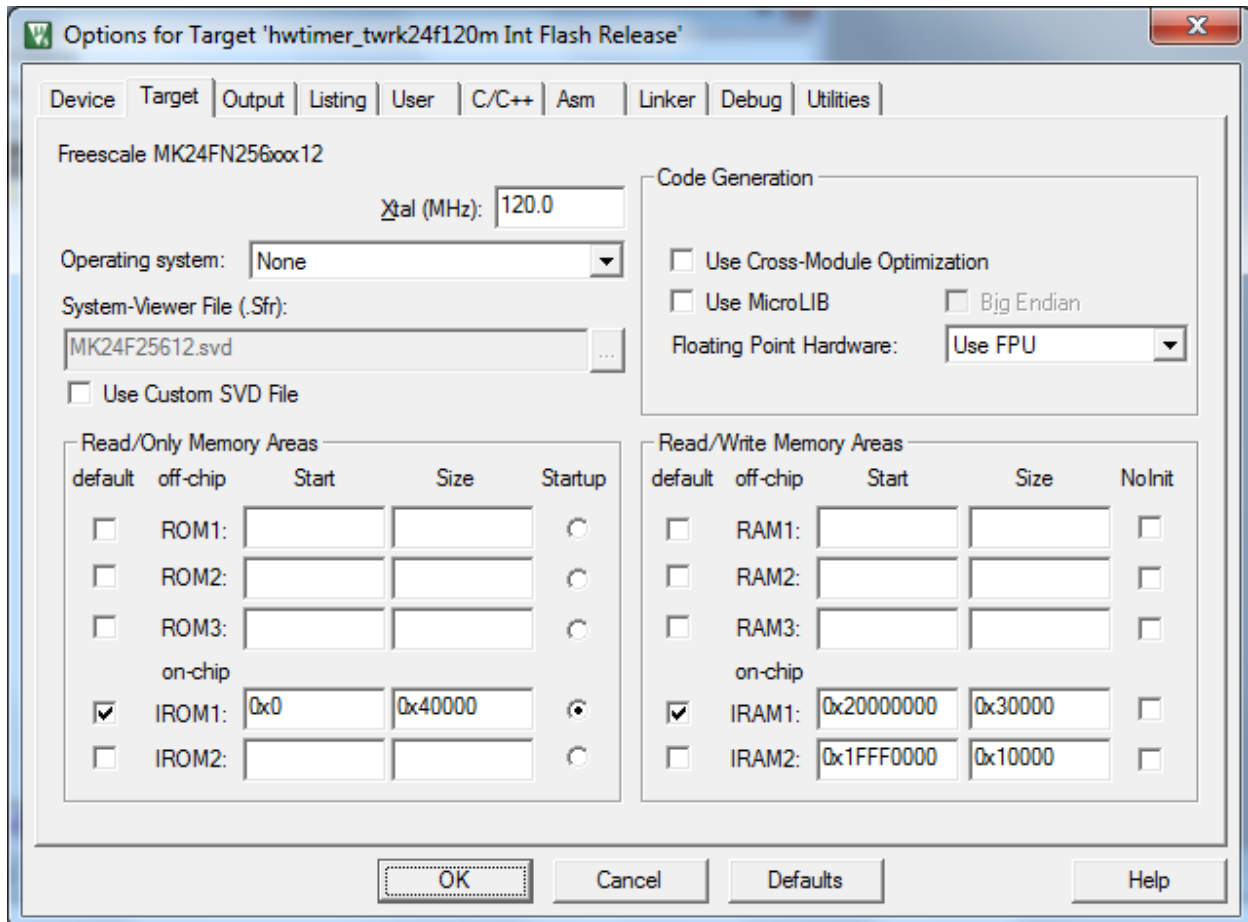 Options for Target 'hwtimer_twrk24f120m Int Flash Release'
Device Target Output Listing User C/C++ Asm Linker Debug Utilities
Freescale MK24FN256xxx12
Xtal (MHz): 120.0
Operating system: None
System-Viewer File (.Sfr):
MK24F25612.svd
...
Use Custom SVD File
Code Generation
Use Cross-Module Optimization
Use MicroLIB Big Endian
Floating Point Hardware: Use FPU
Read/Only Memory Areas
default off-chip Start Size Startup
ROM1:
ROM2:
ROM3:
on-chip
IROM1: 0x0 0x40000
IROM2:
Read/Write Memory Areas
default off-chip Start Size NoInit
RAM1:
RAM2:
RAM3:
on-chip
IRAM1: 0x20000000 0x30000
IRAM2: 0x1FFF0000 0x10000
OK Cancel Defaults Help